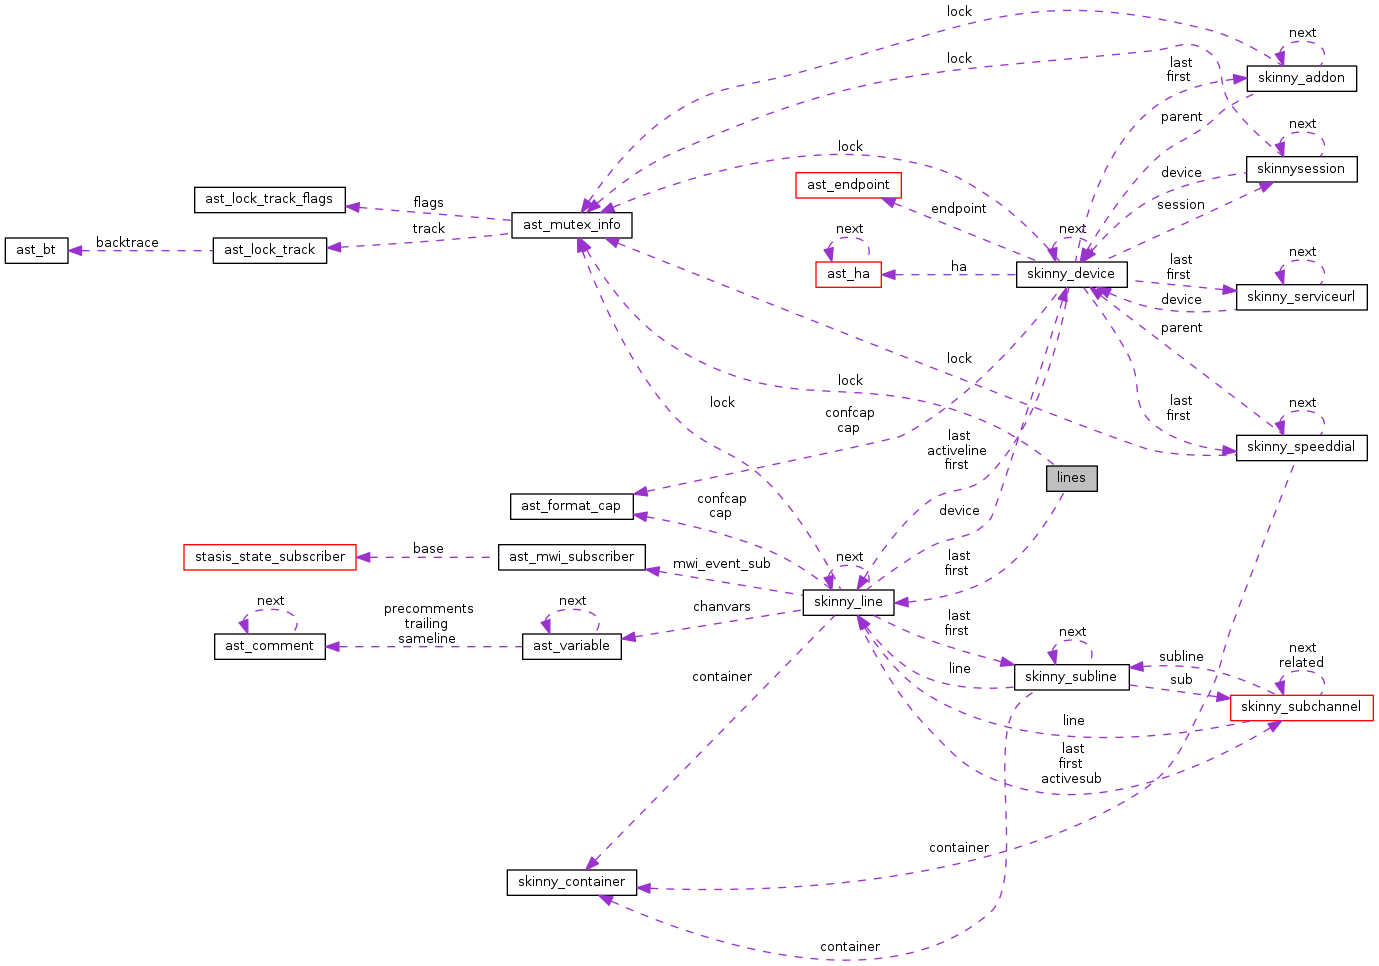 lock
next
skinny_addon
lock
last
first
parent
next
skinnysession
lock
device
session
ast_endpoint
endpoint
ast_lock_track_flags
flags
ast_mutex_info
track
ast_bt
backtrace
ast_lock_track
next
ast_ha
ha
next
skinny_device
last
first
device
next
skinny_serviceurl
parent
lock
lock
lock
confcap
cap
last
first
next
skinny_speeddial
last
activeline
first
lines
ast_format_cap
confcap
cap
device
stasis_state_subscriber
base
ast_mwi_subscriber
mwi_event_sub
next
skinny_line
last
first
chanvars
next
ast_comment
precomments
trailing
sameline
next
ast_variable
last
first
next
skinny_subline
line
subline
sub
next
related
skinny_subchannel
container
line
last
first
activesub
container
skinny_container
container